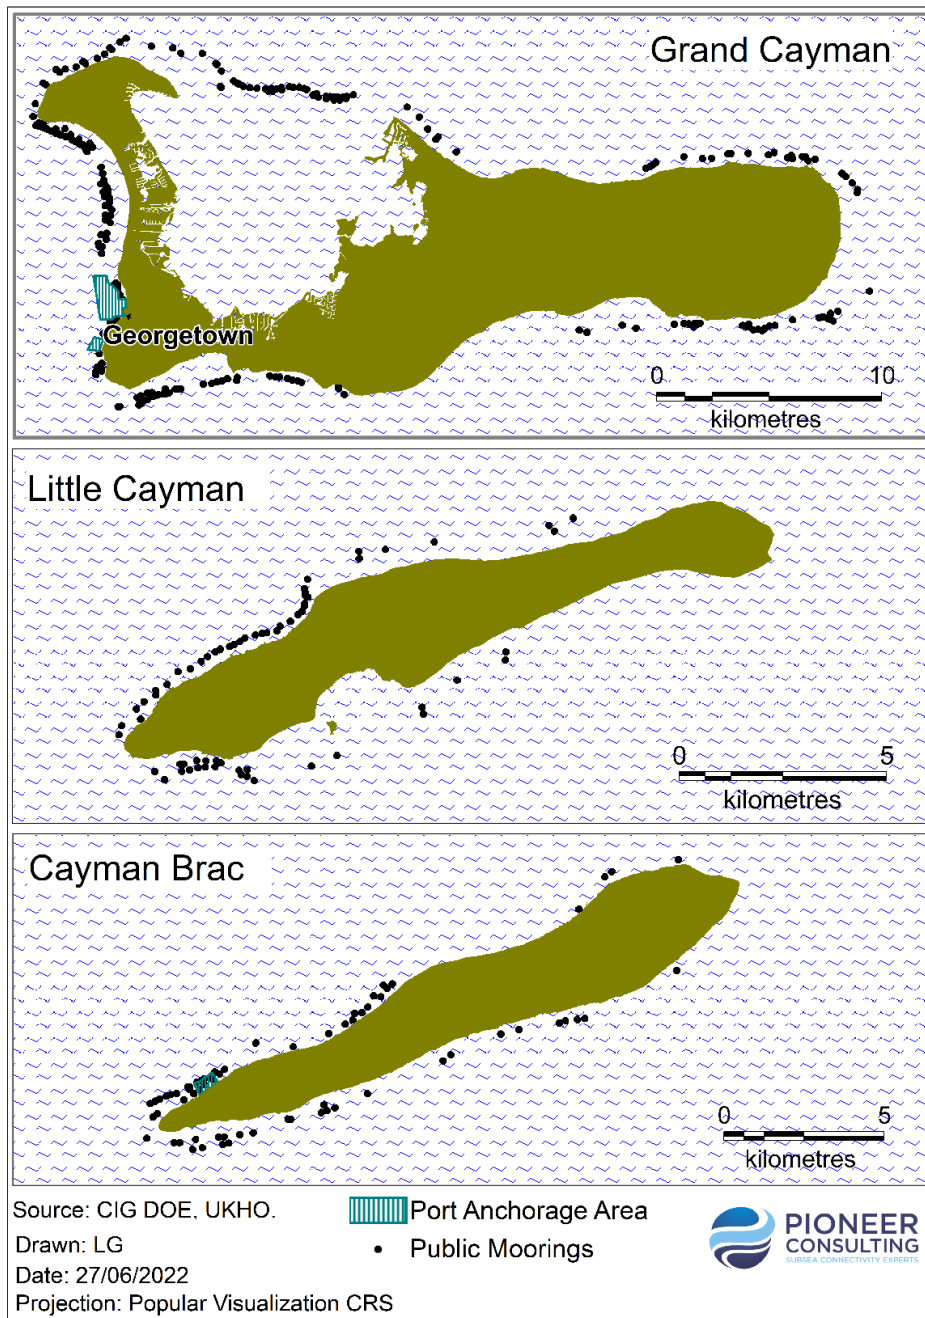 Grand Cayman
Georgetown
0 10
kilometres
Little Cayman
0 5
kilometres
Cayman Brac
0 5
kilometres
Source: CIG DOE, UKHO.
Drawn: LG
Date: 27/06/2022
Projection: Popular Visualization CRS
Port Anchorage Area
Public Moorings
PIONEER
CONSULTING
SUBSEA CONNECTIVITY EXPERTS